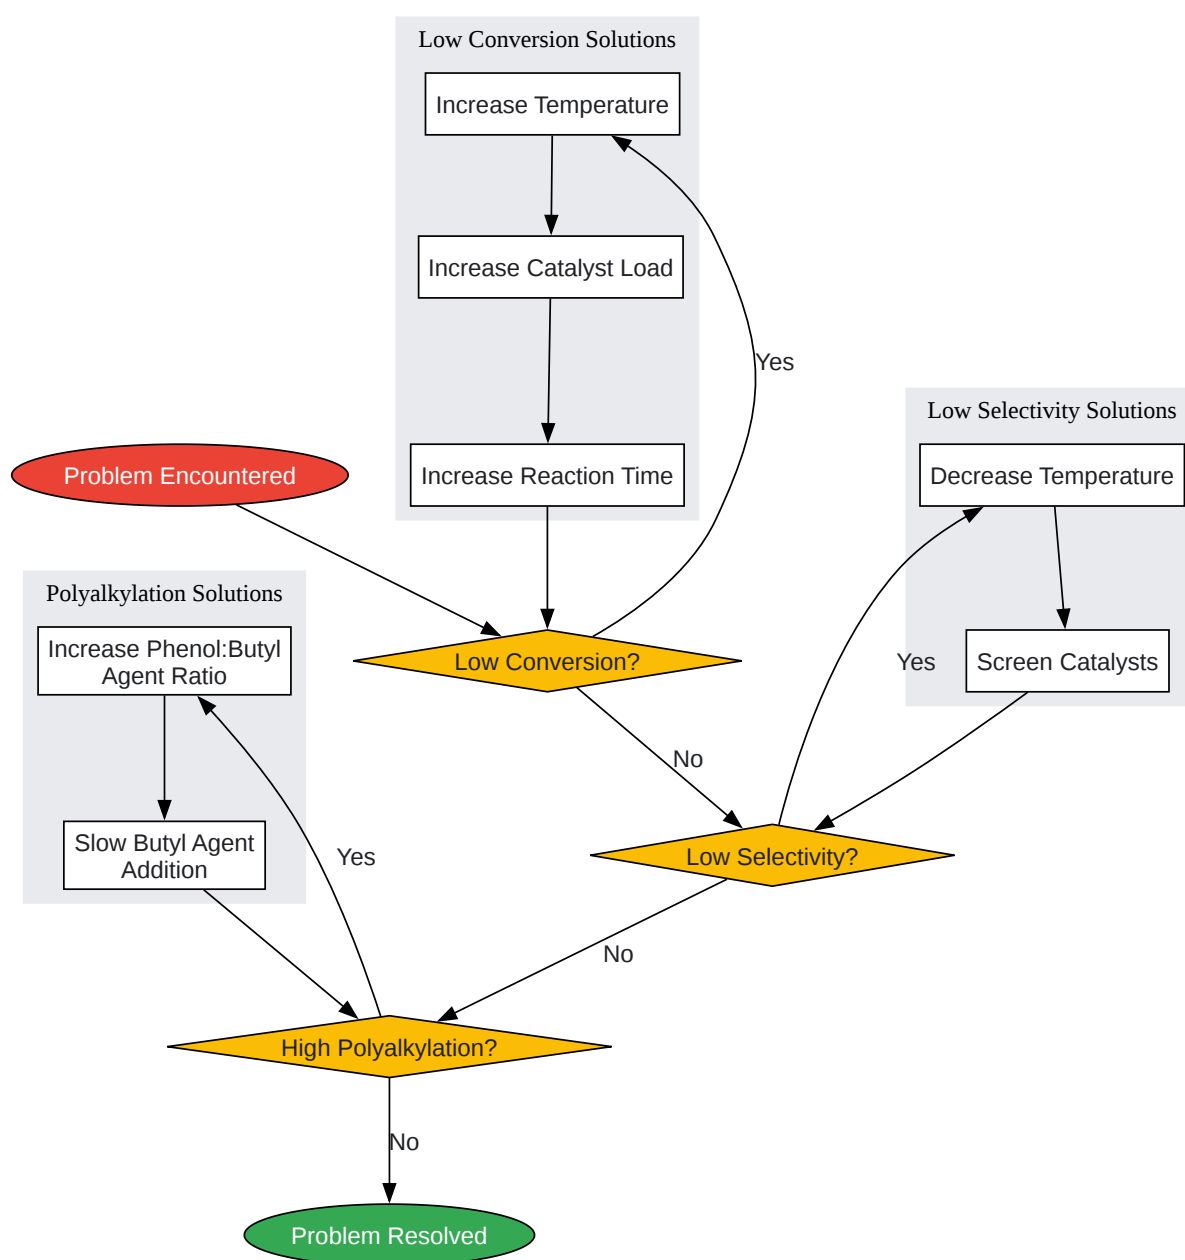 Low Conversion Solutions
Increase Temperature
Increase Catalyst Load
Yes
Increase Reaction Time
Problem Encountered
Low Selectivity Solutions
Decrease Temperature
Polyalkylation Solutions
Increase Phenol:Butyl
Agent Ratio
Low Conversion?
Yes
Screen Catalysts
No
Slow Butyl Agent
Addition
Yes
Low Selectivity?
No
High Polyalkylation?
No
Problem Resolved